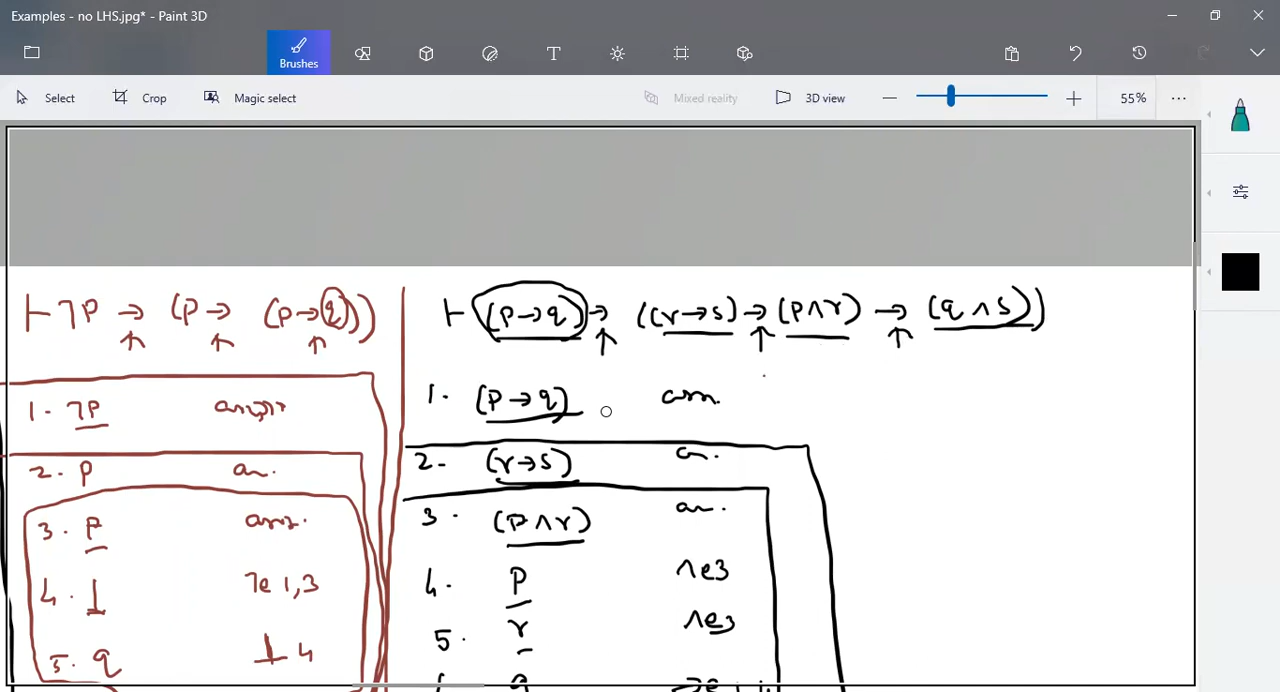 Examples - no LHS.jpg* - Paint 3D
Brushes
Select
Crop
Magic select
Mixed reality
3D view
55%
⊢ ¬p → (p → (p → q)))
1. ¬p
2. p
3. p
4. ⊥ ¬e 1,3
5. q ⊥ 4
⊢ (p → q) → ((r → s) → (p ∧ r) → (q ∧ s))
1. (p → q)
2. (r → s)
3. (p ∧ r)
4. p ∧e3
5. r ∧e3
q